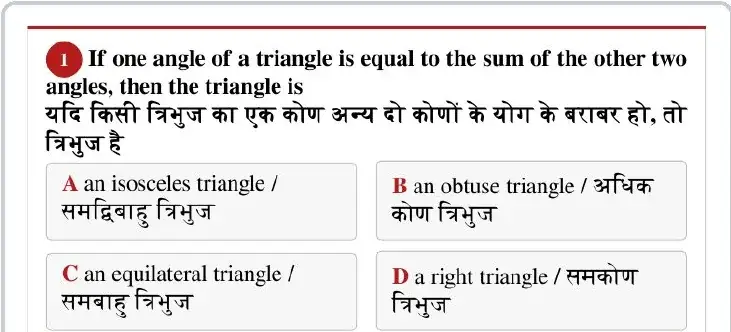 1 If one angle of a triangle is equal to the sum of the other two
angles, then the triangle is
यदि किसी त्रिभुज का एक कोण अन्य दो कोणों के योग के बराबर हो, तो
त्रिभुज है
A an isosceles triangle /
समद्विबाहु त्रिभुज
B an obtuse triangle / अधिक
कोण त्रिभुज
C an equilateral triangle /
समबाहु त्रिभुज
D a right triangle / समकोण
त्रिभुज